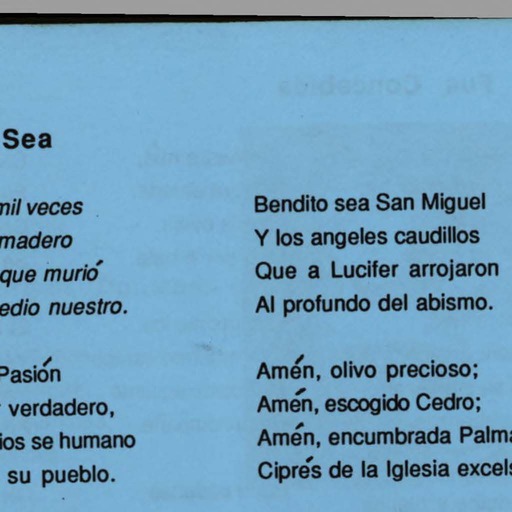 Sea
mil veces
madero
que murió
edio nuestro.
Pasión
verdadero,
ios se humano
su pueblo.
Bendito sea San Miguel
Y los angeles caudillos
Que a Lucifer arrojaron
Al profundo del abismo.
Amén, olivo precioso;
Amén, escogido Cedro;
Amén, encumbrada Palma
Ciprés de la Iglesia excels